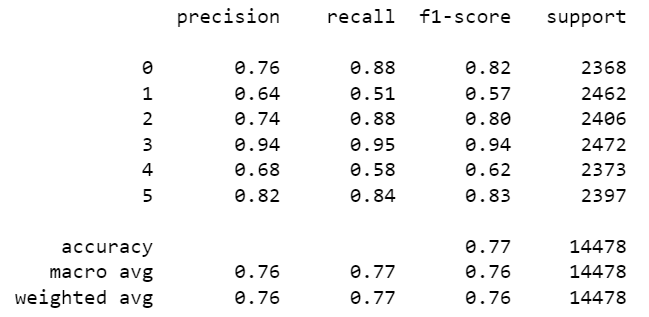 precision recall f1-score support
0 0.76 0.88 0.82 2368
1 0.64 0.51 0.57 2462
2 0.74 0.88 0.80 2406
3 0.94 0.95 0.94 2472
4 0.68 0.58 0.62 2373
5 0.82 0.84 0.83 2397
accuracy 0.77 14478
macro avg 0.76 0.77 0.76 14478
weighted avg 0.76 0.77 0.76 14478